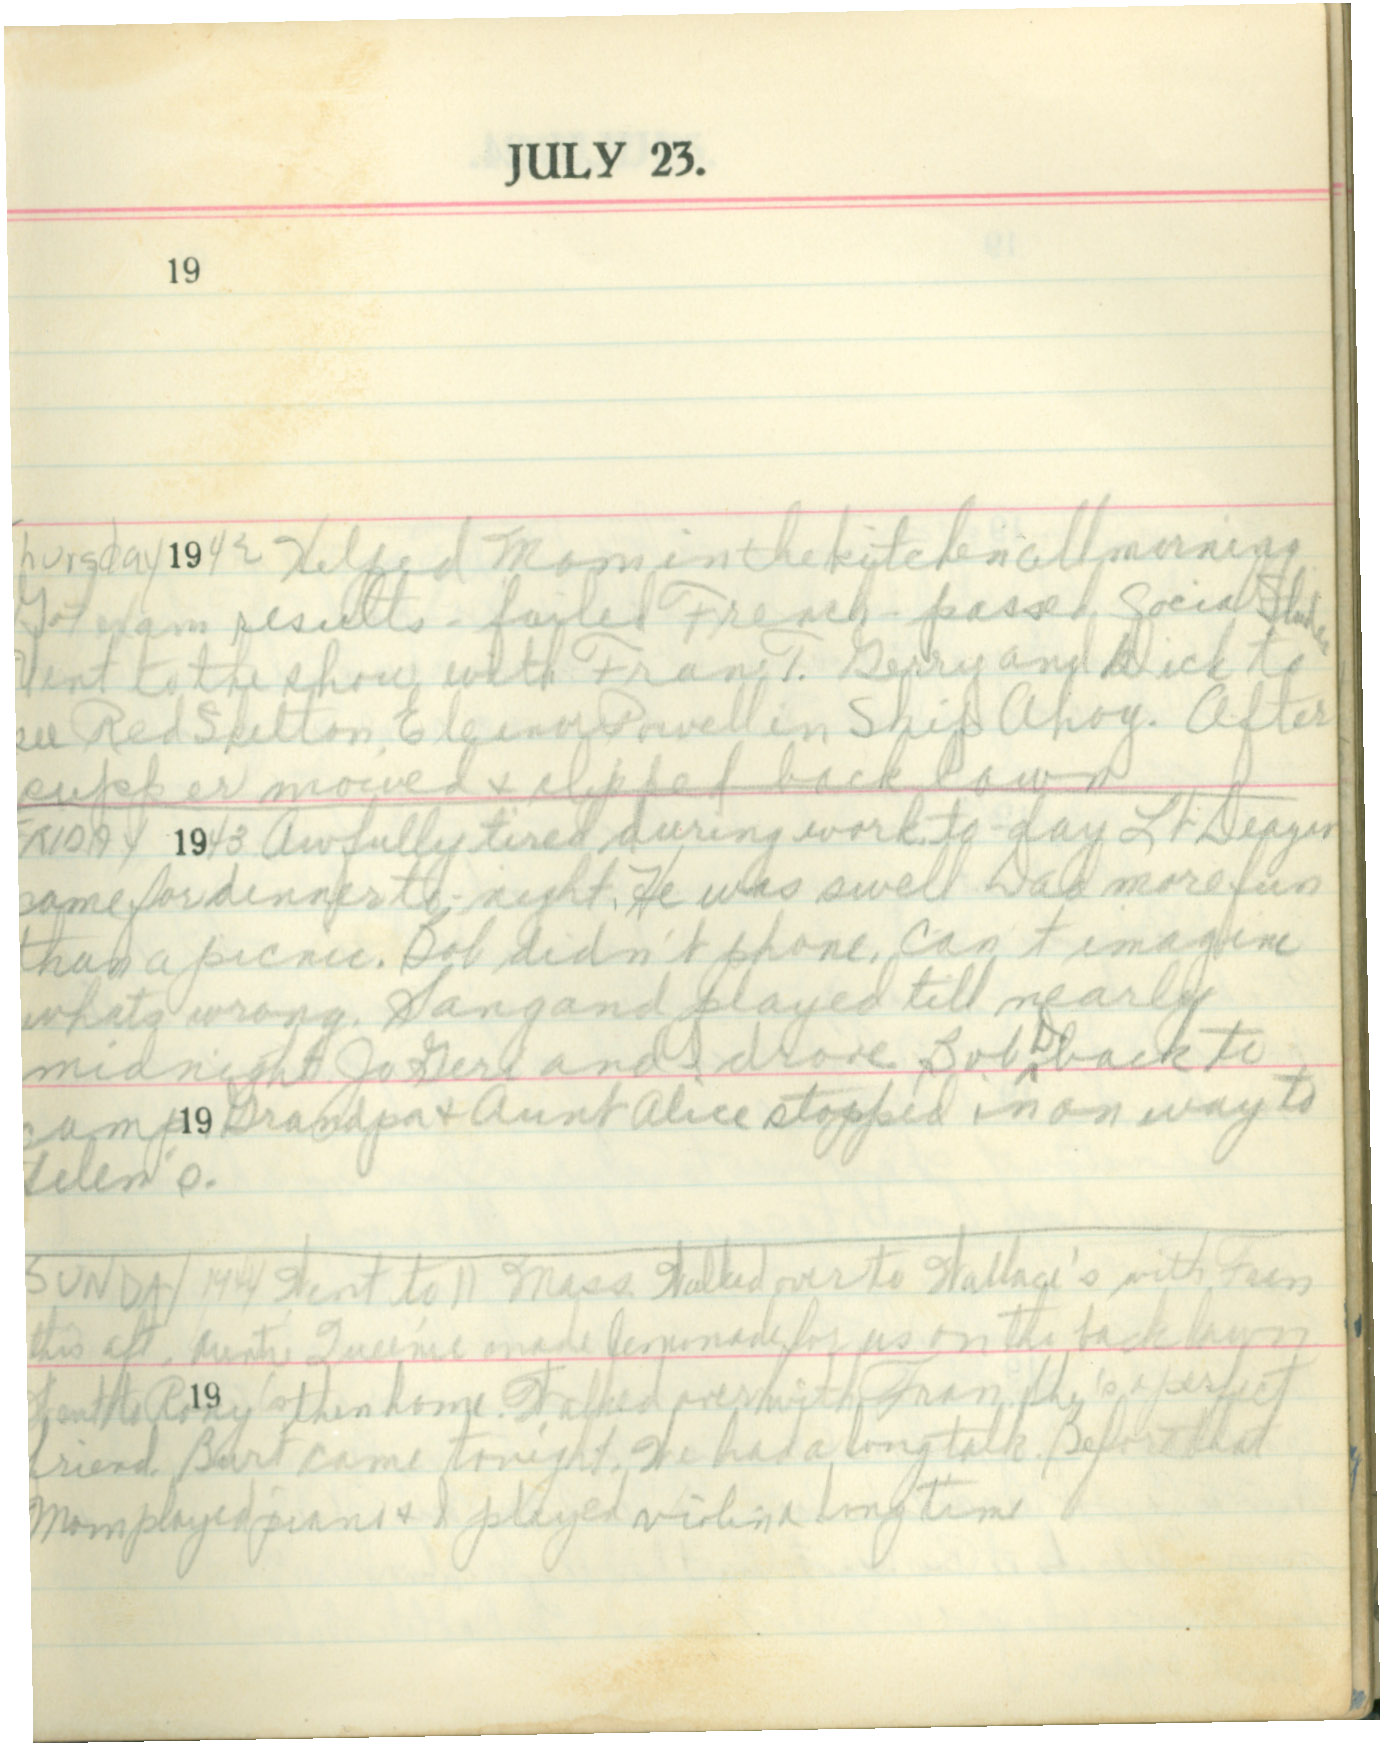 JULY 23.
19
Thursday 1942 Helped Mom in the kitchen all morning
Got exam results - failed French - passed Social Studies
Went to the show with Fran T. Gerry and Dick to
see Red Skelton, Eleanor Powell in Ship Ahoy. After
supper mowed & clipped back lawn
FRIDAY 1943 Awfully tired during work to-day Lt Deagan
came for dinner to-night. He was swell Was more fun
than a picnic. Bob didn't phone. Can't imagine
whats wrong. Sang and played till nearly
midnight Jo Geri and I drove Bob D. back to
camp 19 Grandpa & Aunt Alice stopped in on way to
Helen's.
SUNDAY 1944 Went to 11 Mass. Walked over to Wallace's with Fran
this aft. Auntie Queenie made lemonade for us on the back lawn
Went to Roxy's then home. Walked over with Fran. She's a perfect
19
friend. Burt came tonight. We had a long talk. Before that
Mom played piano & I played violin a long time